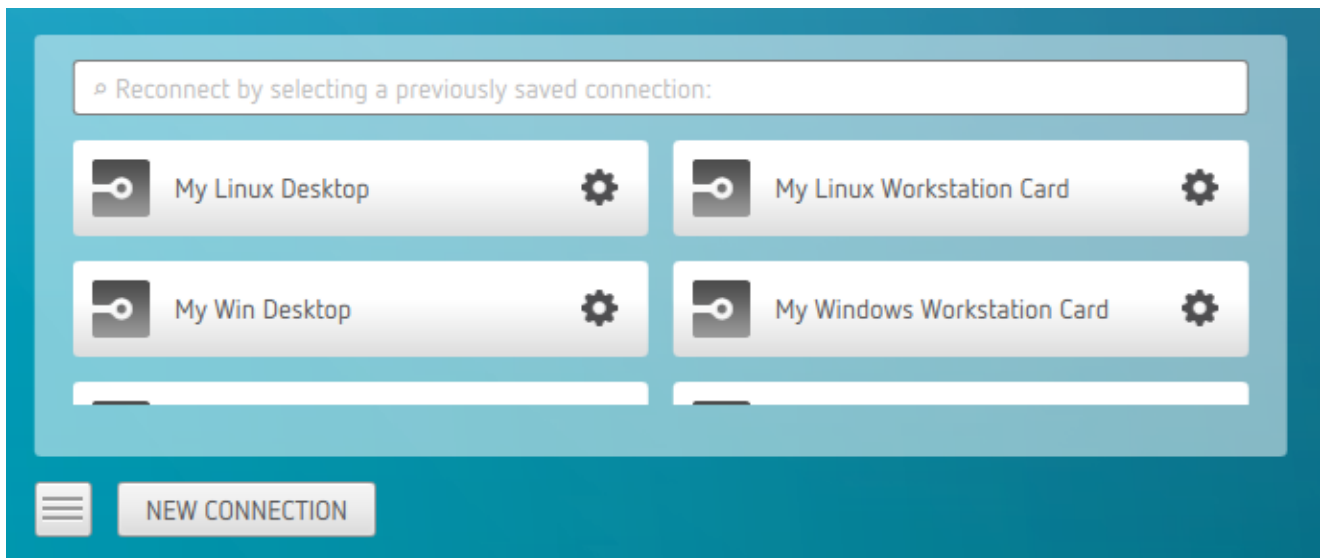 Reconnect by selecting a previously saved connection:
My Linux Desktop
My Linux Workstation Card
My Win Desktop
My Windows Workstation Card
NEW CONNECTION